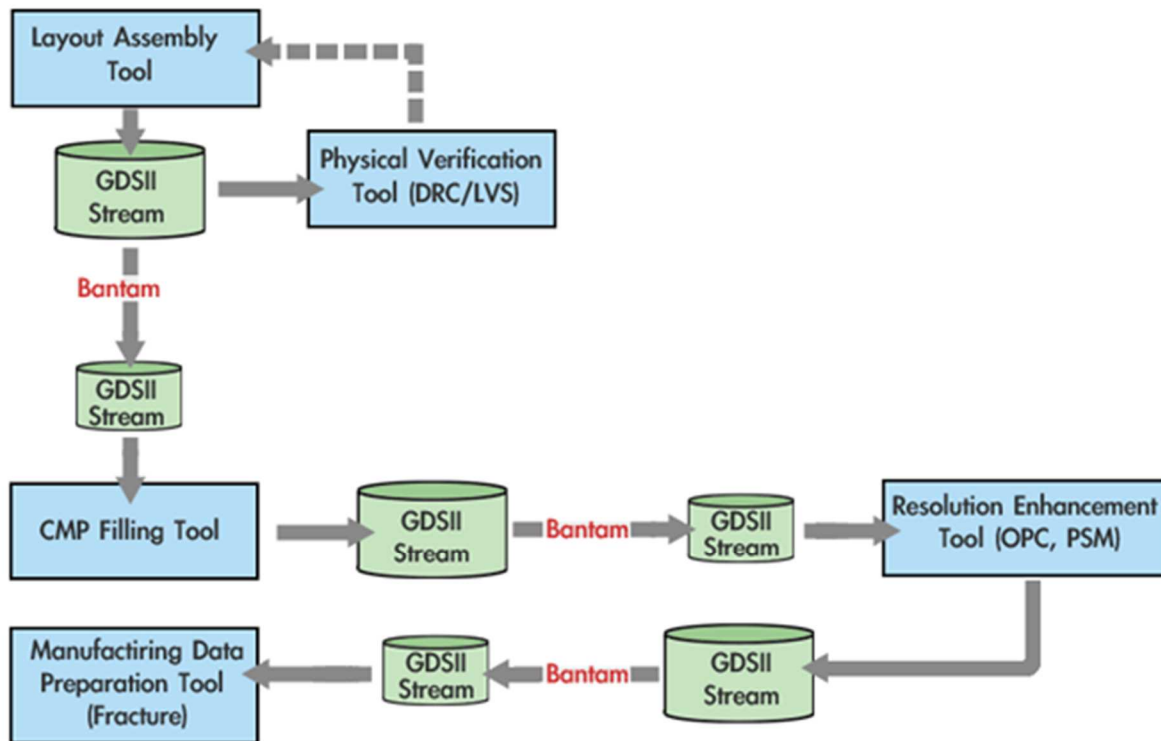 Layout Assembly
Tool
GDSII
Stream
Physical Verification
Tool (DRC/LVS)
Bantam
GDSII
Stream
CMP Filling Tool
GDSII
Stream
Bantam
GDSII
Stream
Resolution Enhancement
Tool (OPC, PSM)
Manufactiring Data
Preparation Tool
(Fracture)
GDSII
Stream
Bantam
GDSII
Stream